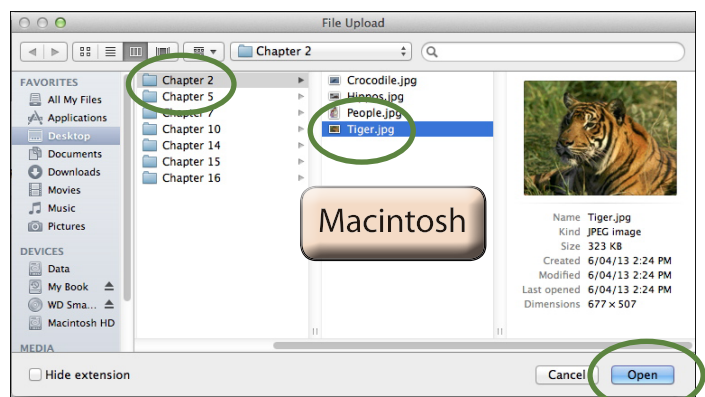 File Upload
Chapter 2
FAVORITES
All My Files
Applications
Desktop
Documents
Downloads
Movies
Music
Pictures
DEVICES
Data
My Book
WD Sma...
Macintosh HD
MEDIA
Chapter 2
Chapter 5
Chapter 7
Chapter 10
Chapter 14
Chapter 15
Chapter 16
Crocodile.jpg
Hippos.jpg
People.jpg
Tiger.jpg
Macintosh
Name Tiger.jpg
Kind JPEG image
Size 323 KB
Created 6/04/13 2:24 PM
Modified 6/04/13 2:24 PM
Last opened 6/04/13 2:24 PM
Dimensions 677 × 507
Hide extension
Cancel
Open